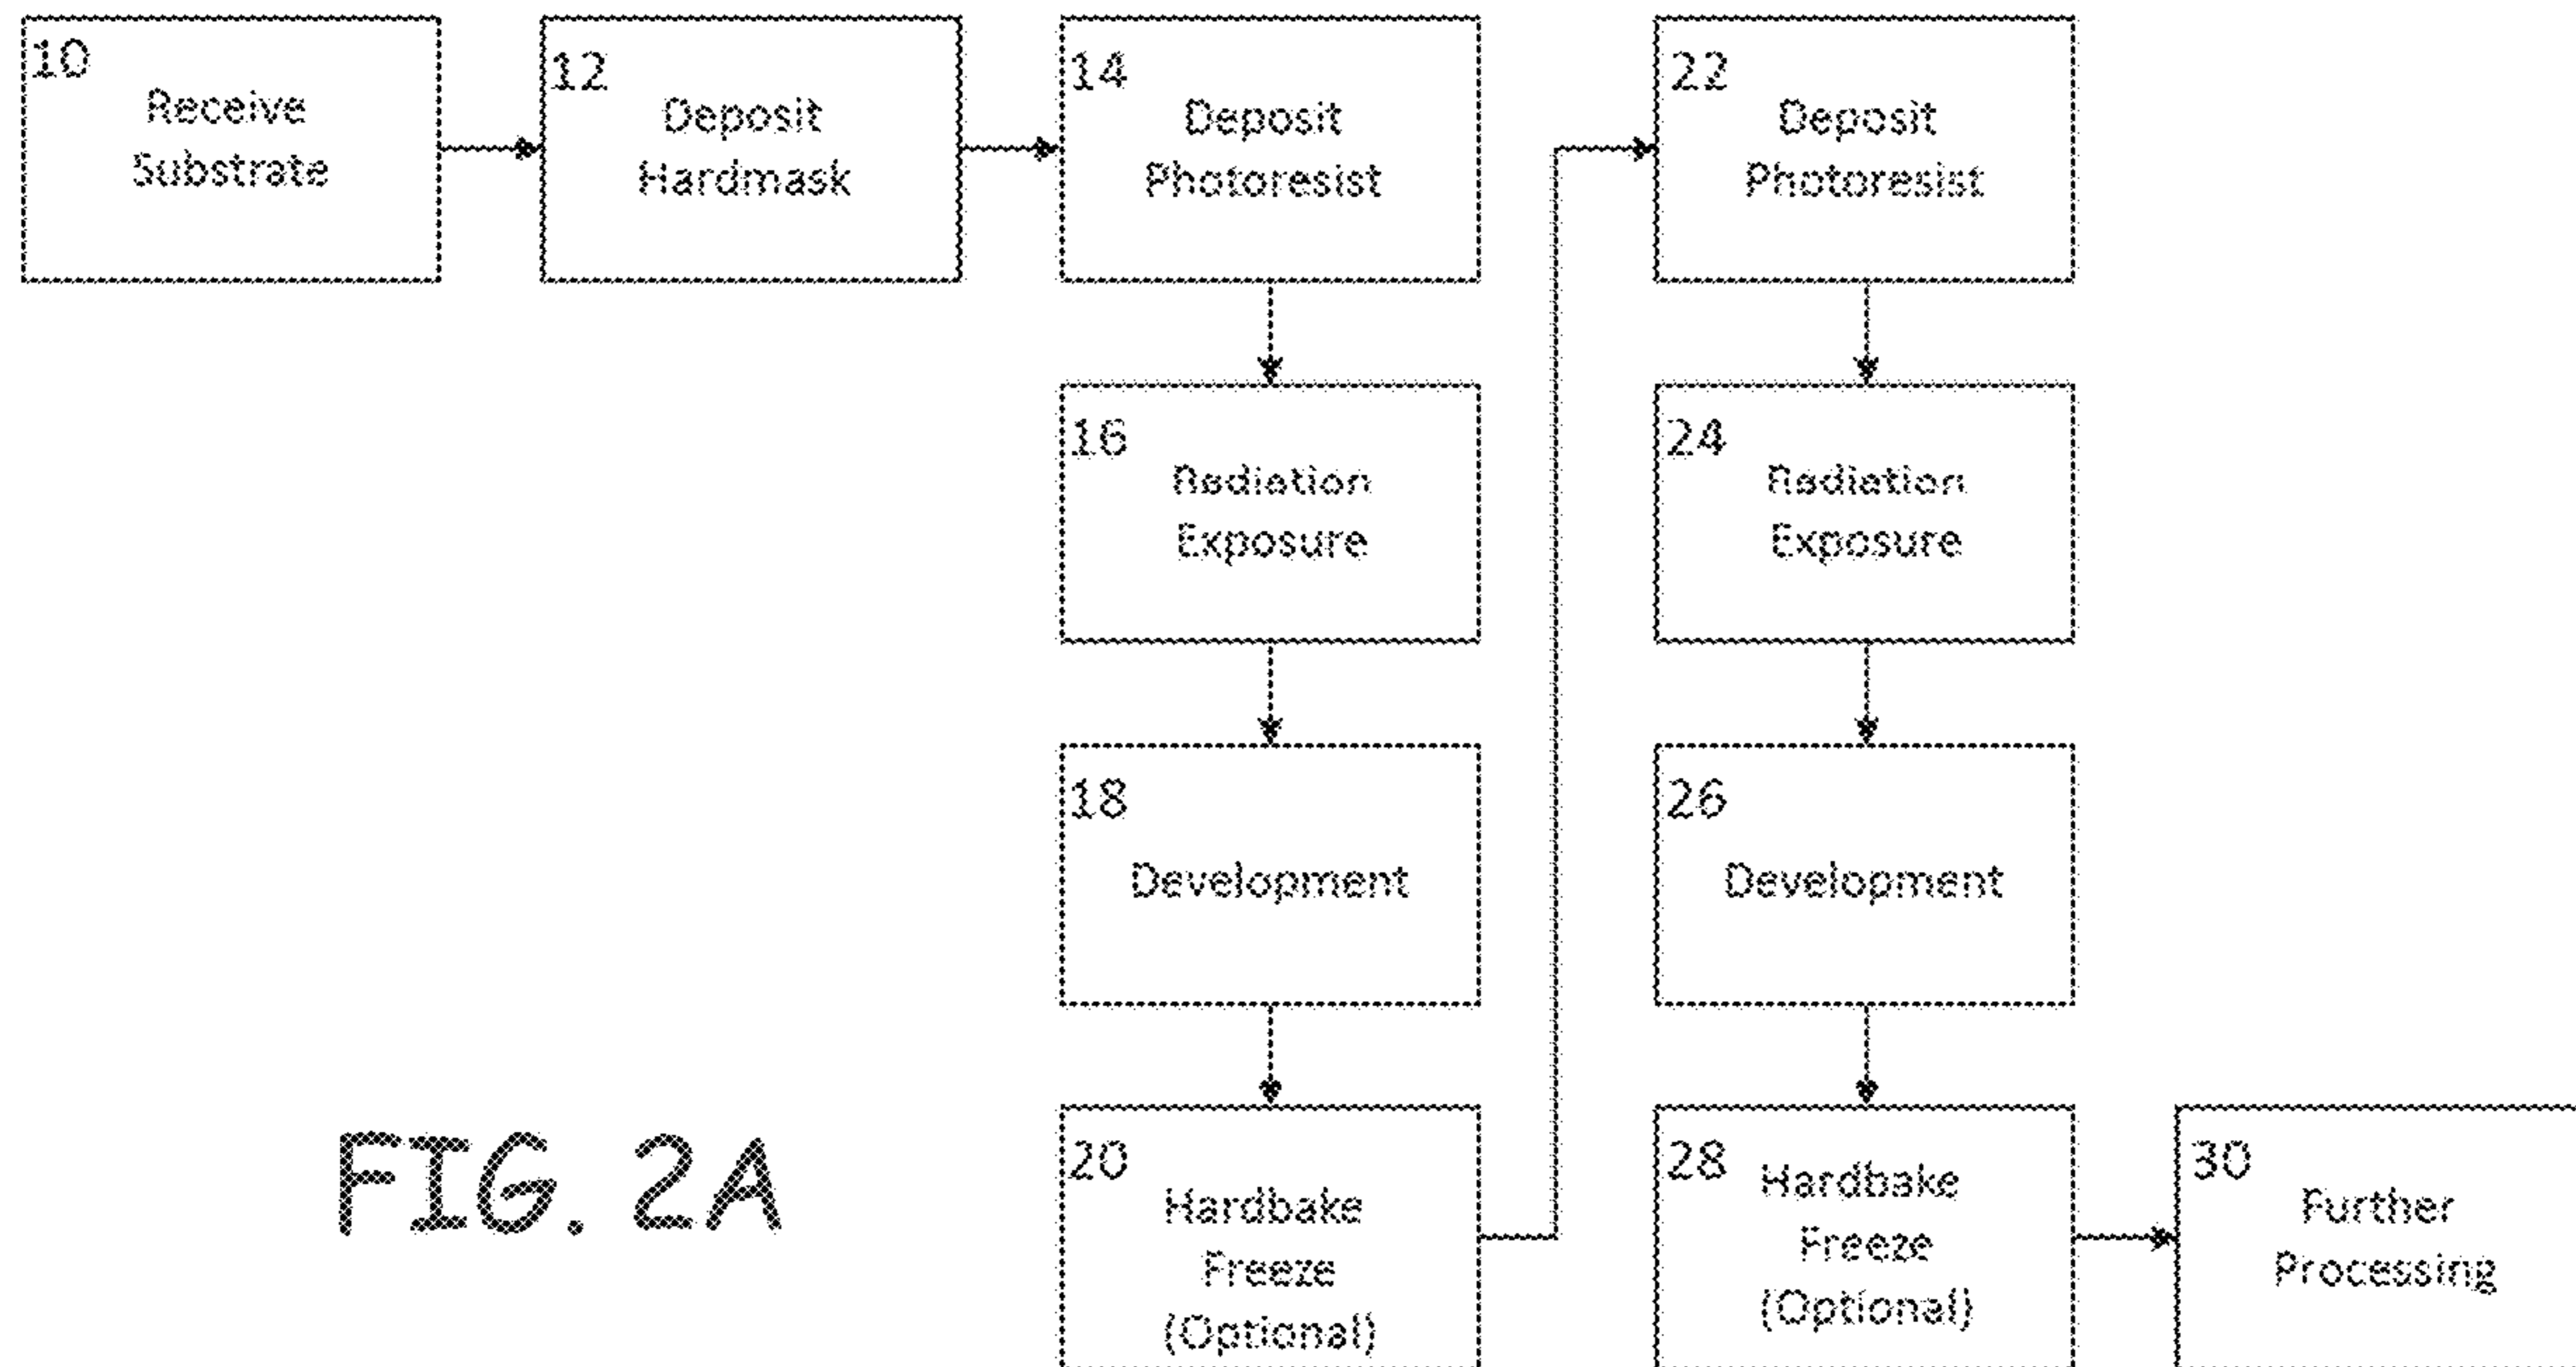 10
Receive
Substrate
12
Deposit
Hardmask
14
Deposit
Photoresist
16
Radiation
Exposure
18
Development
20
Hardbake
Freeze
(Optional)
22
Deposit
Photoresist
24
Radiation
Exposure
26
Development
28
Hardbake
Freeze
(Optional)
30
Further
Processing
FIG. 2A